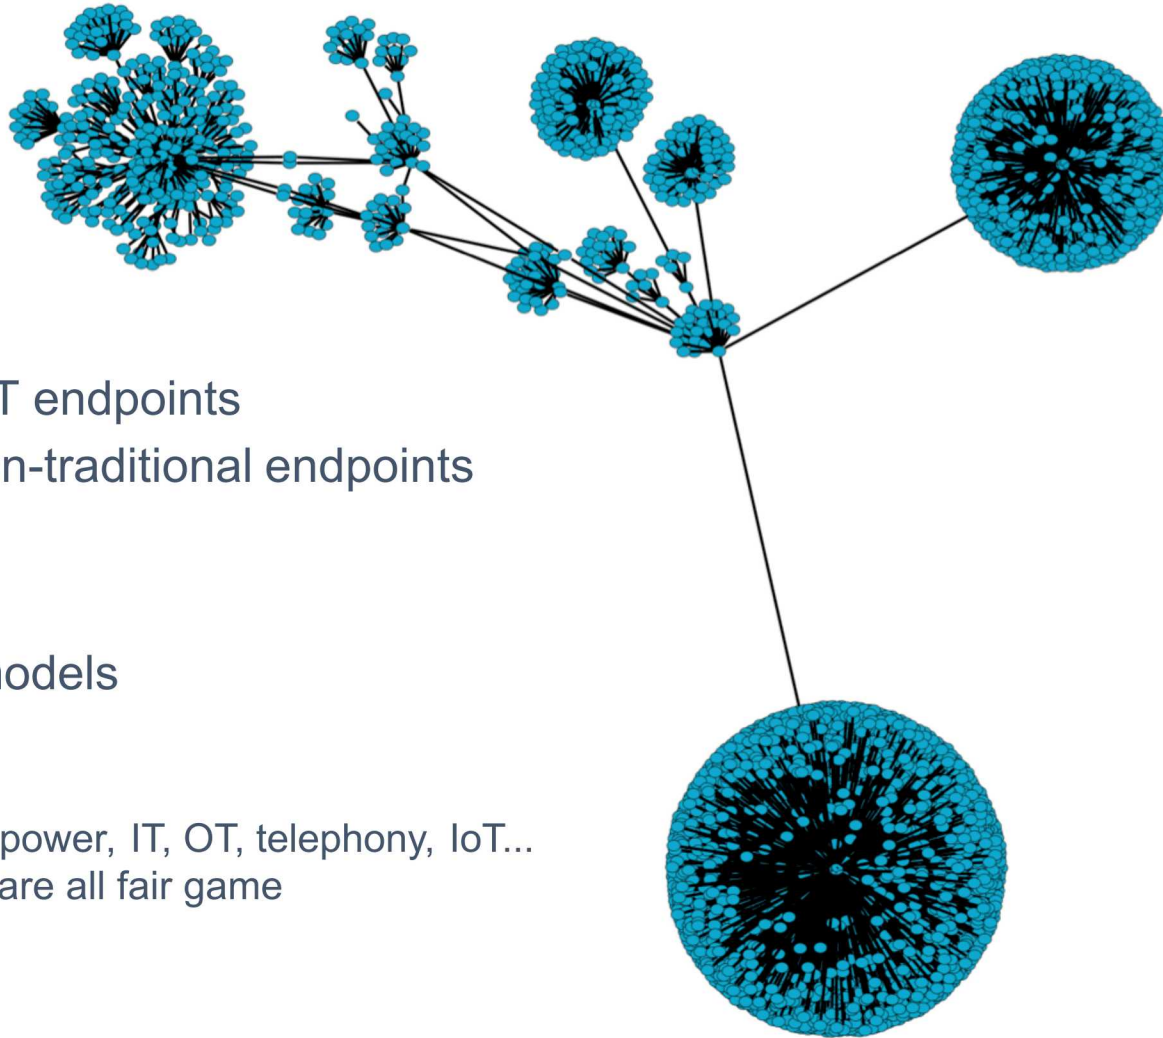 T endpoints
n-traditional endpoints
odels
power, IT, OT, telephony, IoT...
are all fair game